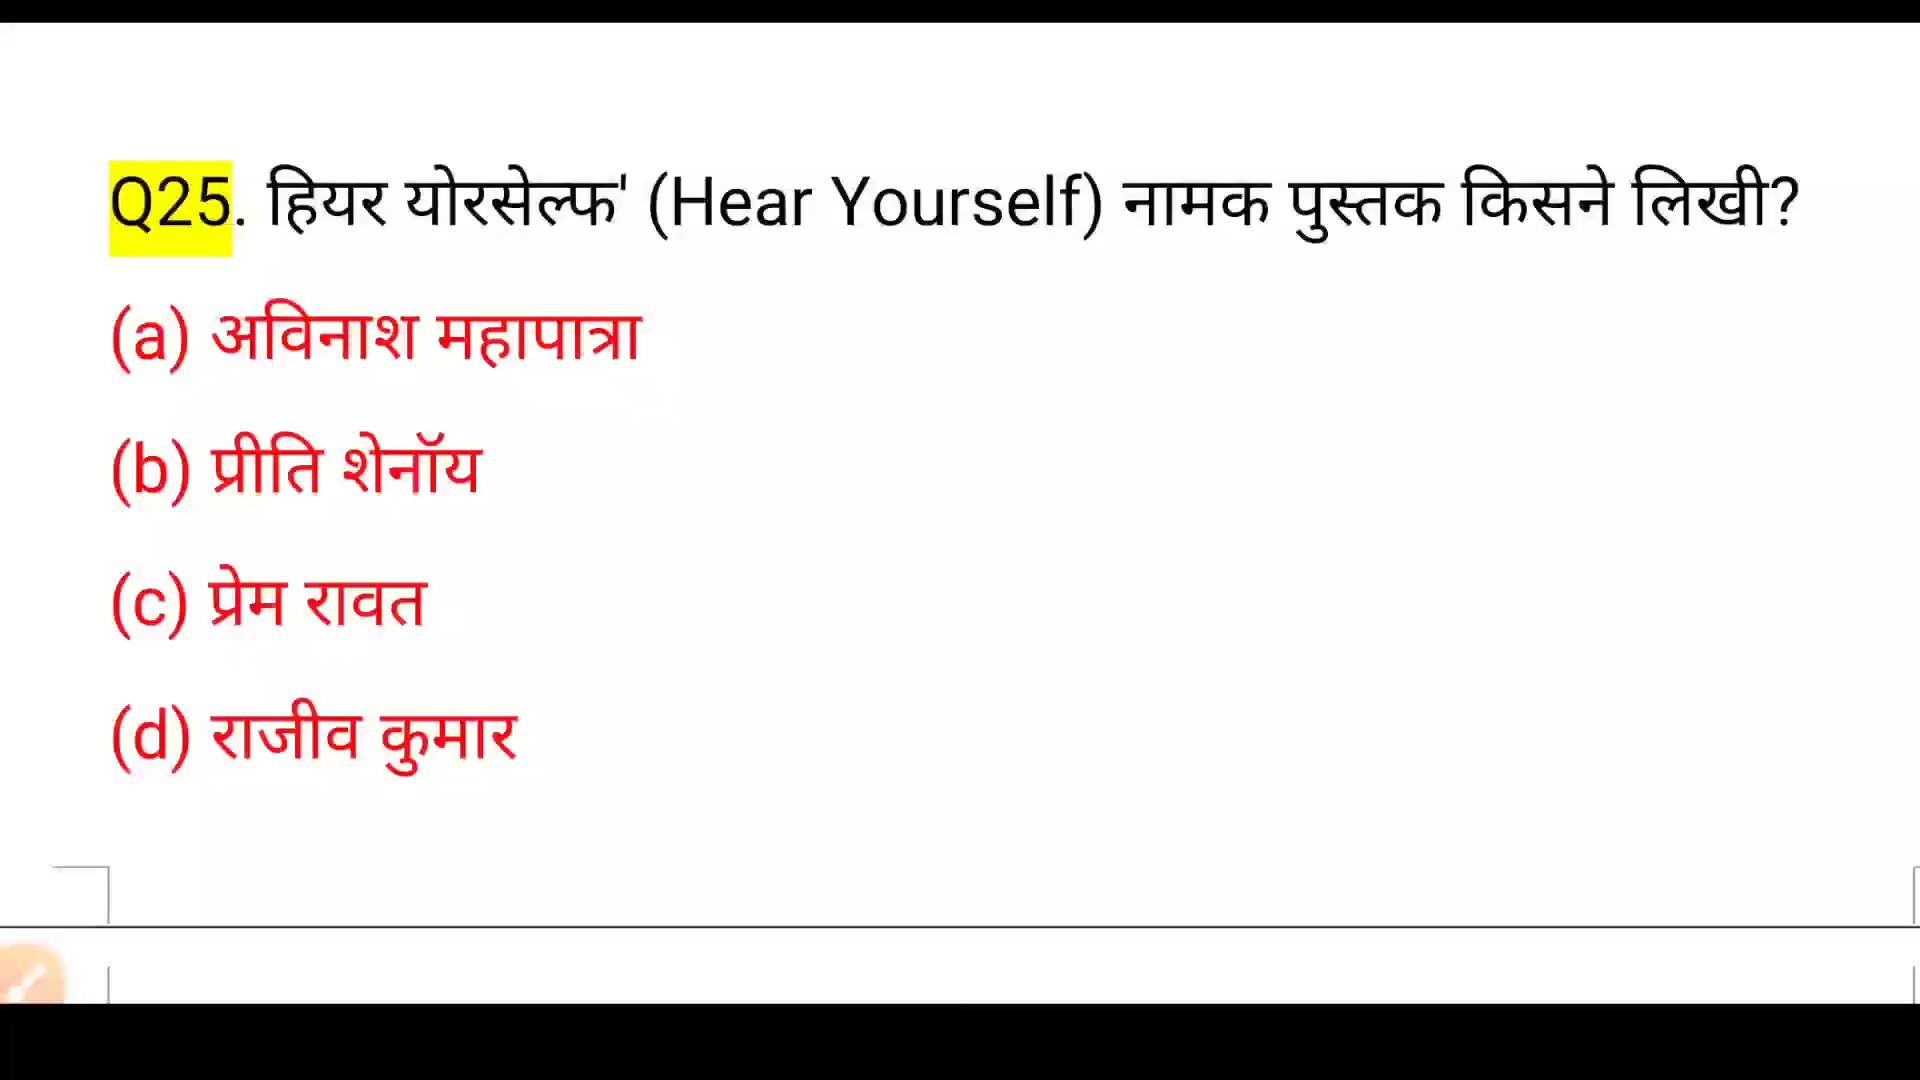 Q25. हियर योरसेल्फ' (Hear Yourself) नामक पुस्तक किसने लिखी?
(a) अविनाश महापात्रा
(b) प्रीति शेनॉय
(c) प्रेम रावत
(d) राजीव कुमार